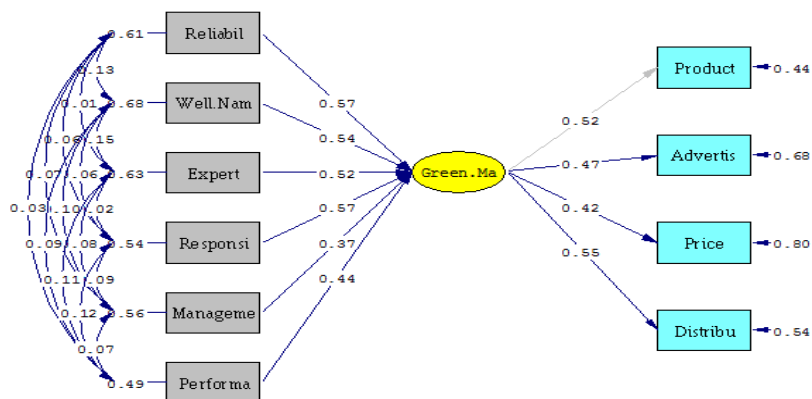 0.61 Reliabil
Product 0.44
0.13
0.57
0.01 0.68 Well.Nam
0.52
0.54
0.15
Advertis 0.68
0.47
0.06 0.63 Expert 0.52 Green.Ma
0.57
0.42
0.03 0.10 0.02
0.37
0.09 0.08 0.54 Responsi
Price 0.80
0.44
0.55
0.11 0.09
0.12 0.56 Manageme
Distribu 0.54
0.07
0.49 Performa